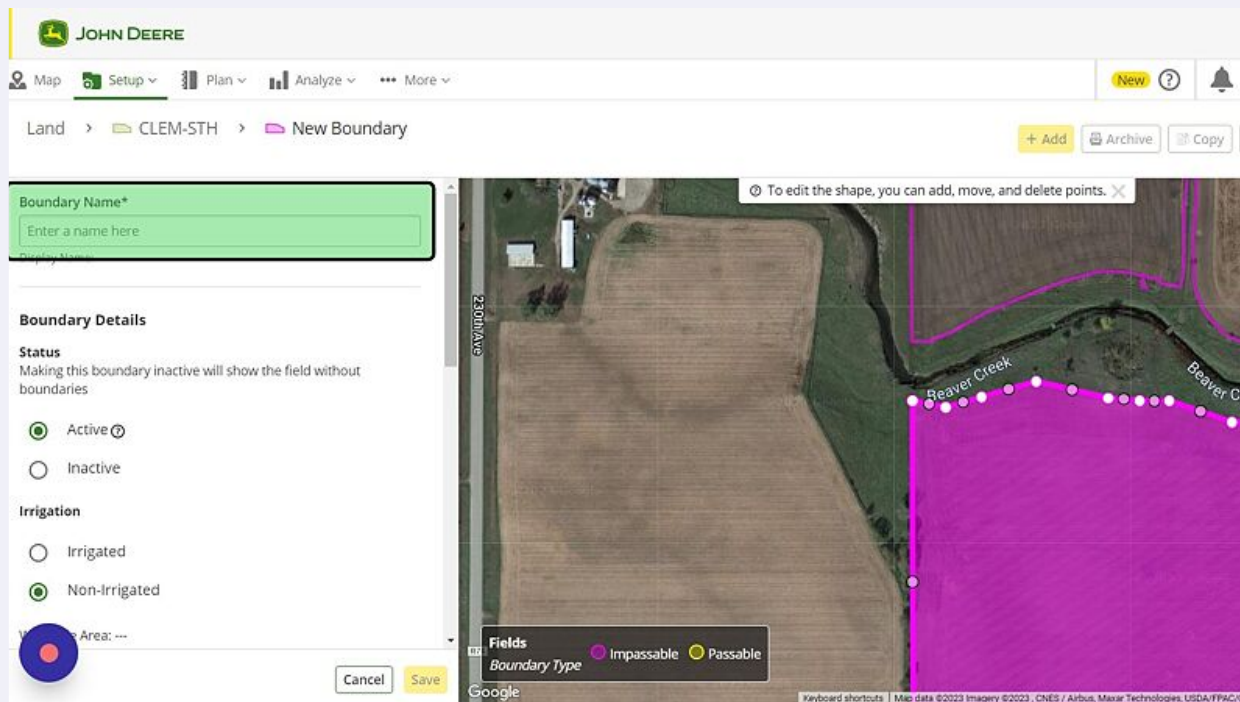 JOHN DEERE
Map Setup Plan Analyze ••• More New
Land > CLEM-STH > New Boundary
+ Add Archive Copy
To edit the shape, you can add, move, and delete points.
Boundary Name*
Enter a name here
Display Name:
Boundary Details
Status
Making this boundary inactive will show the field without
boundaries
Active
Inactive
Irrigation
Irrigated
Non-Irrigated
Area: ---
Cancel Save
230th Ave
Beaver Creek
Beaver C
Fields
Boundary Type Impassable Passable
Google
Keyboard shortcuts Map data ©2023 Imagery ©2023 , CNES / Airbus, Maxar Technologies, USDA/FPAC/